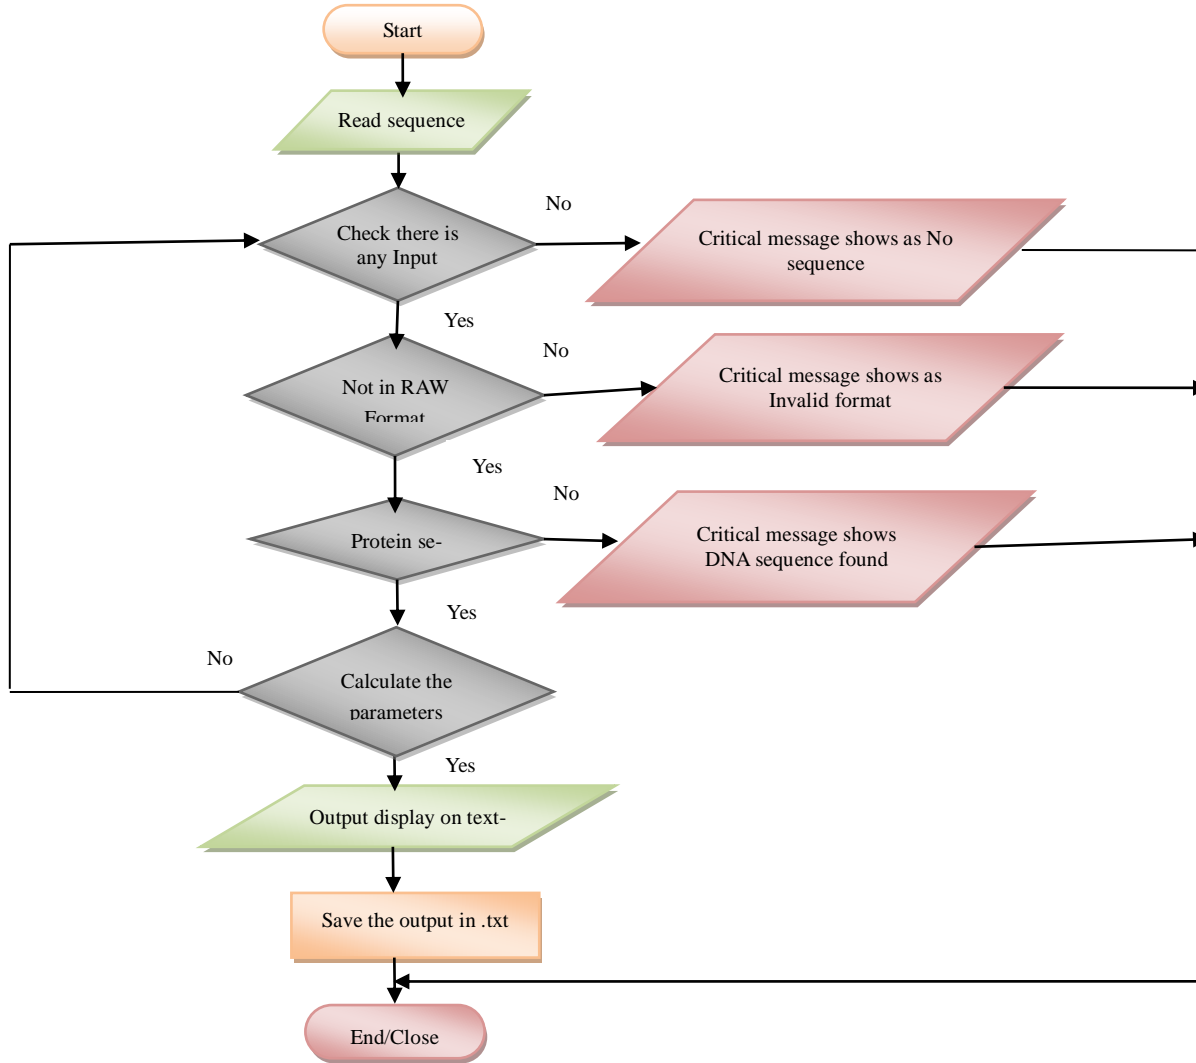 Start
Read sequence
No
Check there is
any Input
Critical message shows as No
sequence
Yes
No
Not in RAW
Format
Critical message shows as
Invalid format
Yes
No
Protein se-
Critical message shows
DNA sequence found
Yes
No
Calculate the
parameters
Yes
Output display on text-
Save the output in .txt
End/Close